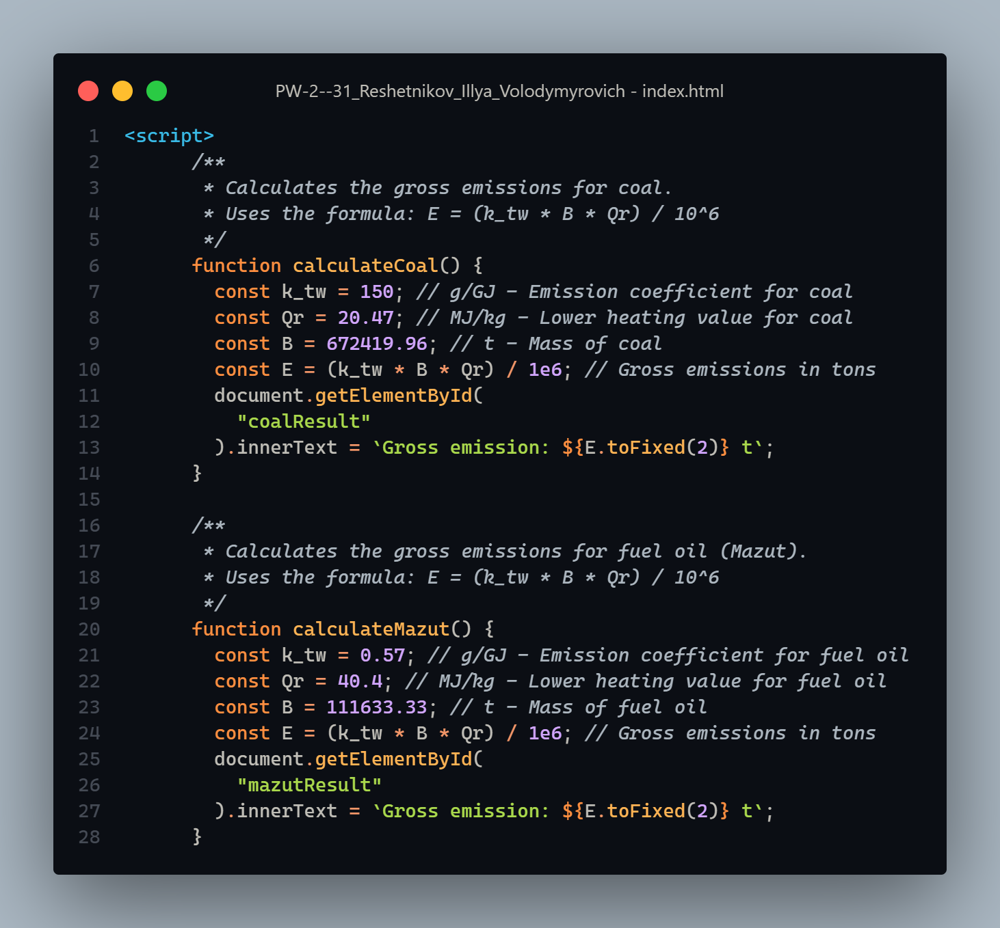 PW-2--31_Reshetnikov_Illya_Volodymyrovich - index.html
1 <script>
2 /**
3 * Calculates the gross emissions for coal.
4 * Uses the formula: E = (k_tw * B * Qr) / 10^6
5 */
6 function calculateCoal() {
7 const k_tw = 150; // g/GJ - Emission coefficient for coal
8 const Qr = 20.47; // MJ/kg - Lower heating value for coal
9 const B = 672419.96; // t - Mass of coal
10 const E = (k_tw * B * Qr) / 1e6; // Gross emissions in tons
11 document.getElementById(
12 "coalResult"
13 ).innerText = `Gross emission: ${E.toFixed(2)} t`;
14 }
15
16 /**
17 * Calculates the gross emissions for fuel oil (Mazut).
18 * Uses the formula: E = (k_tw * B * Qr) / 10^6
19 */
20 function calculateMazut() {
21 const k_tw = 0.57; // g/GJ - Emission coefficient for fuel oil
22 const Qr = 40.4; // MJ/kg - Lower heating value for fuel oil
23 const B = 111633.33; // t - Mass of fuel oil
24 const E = (k_tw * B * Qr) / 1e6; // Gross emissions in tons
25 document.getElementById(
26 "mazutResult"
27 ).innerText = `Gross emission: ${E.toFixed(2)} t`;
28 }